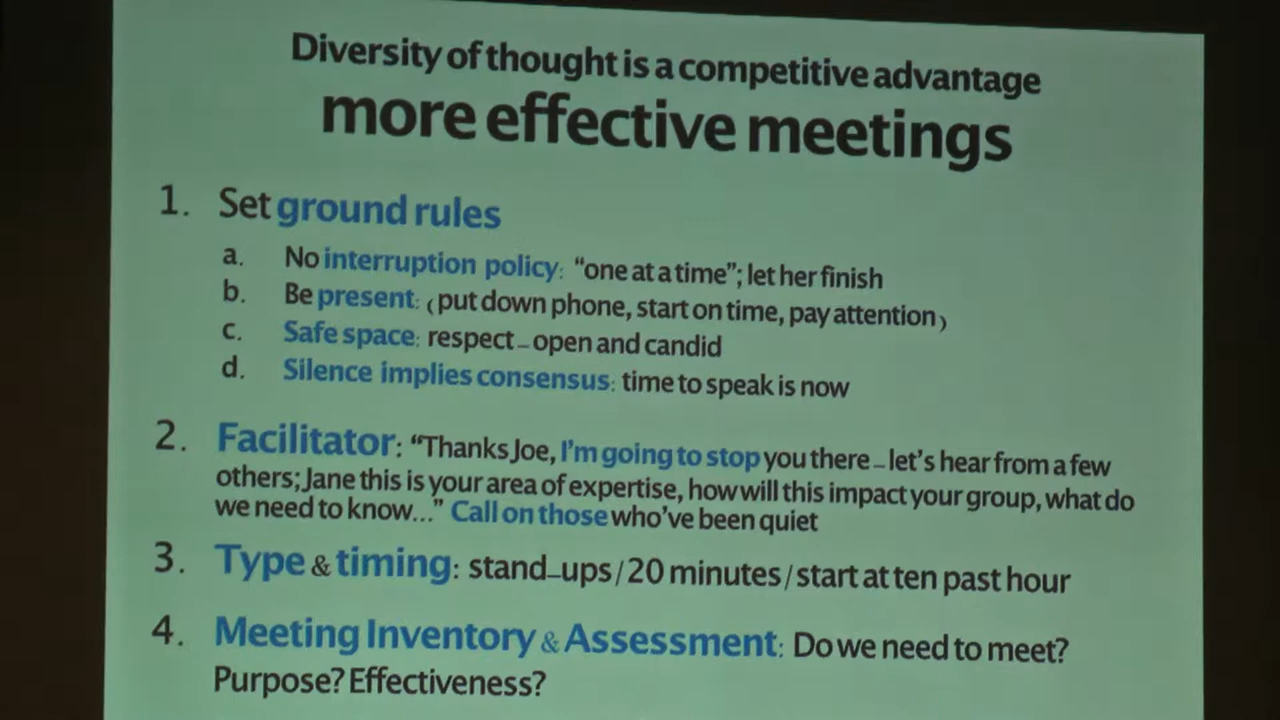 Diversity of thought is a competitive advantage
more effective meetings
1. Set ground rules
a. No interruption policy: “one at a time”; let her finish
b. Be present: (put down phone, start on time, pay attention)
c. Safe space: respect – open and candid
d. Silence implies consensus: time to speak is now
2. Facilitator: “Thanks Joe, I’m going to stop you there – let’s hear from a few
others; Jane this is your area of expertise, how will this impact your group, what do
we need to know...” Call on those who’ve been quiet
3. Type & timing: stand-ups / 20 minutes / start at ten past hour
4. Meeting Inventory & Assessment: Do we need to meet?
Purpose? Effectiveness?